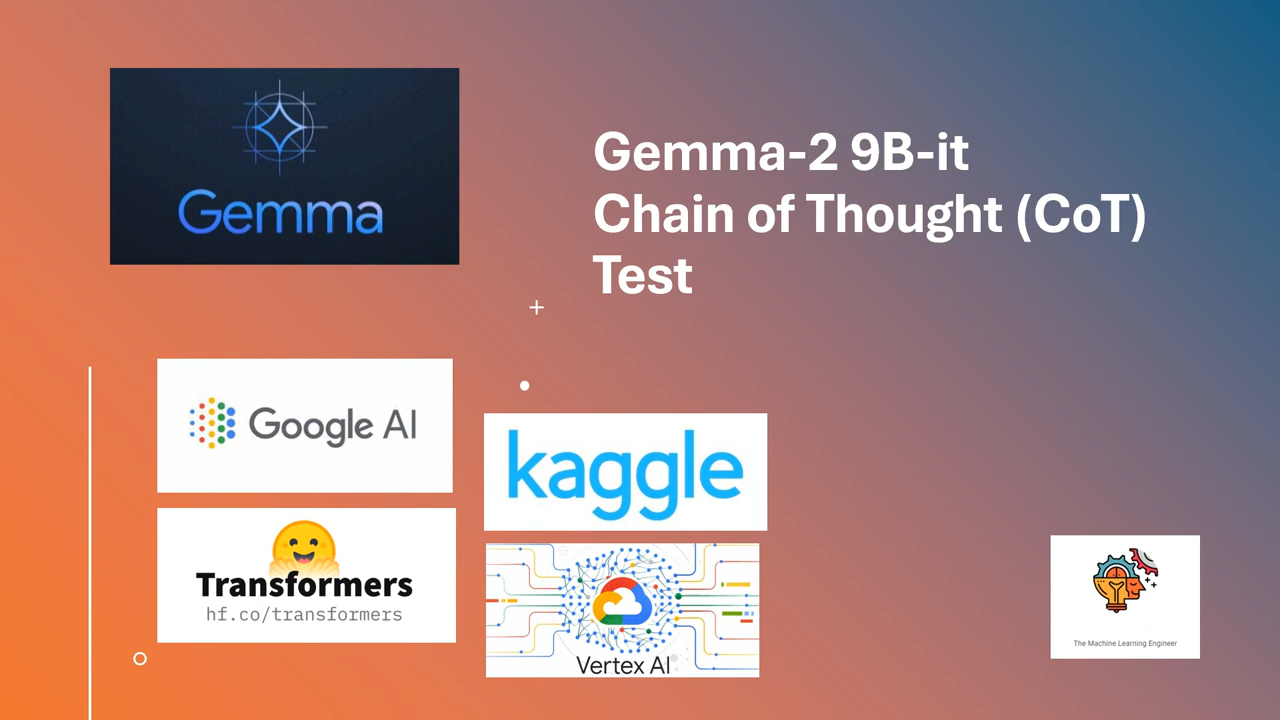 Gemma
Gemma-2 9B-it
Chain of Thought (CoT)
Test
Google AI
kaggle
Transformers
hf.co/transformers
Vertex AI
The Machine Learning Engineer